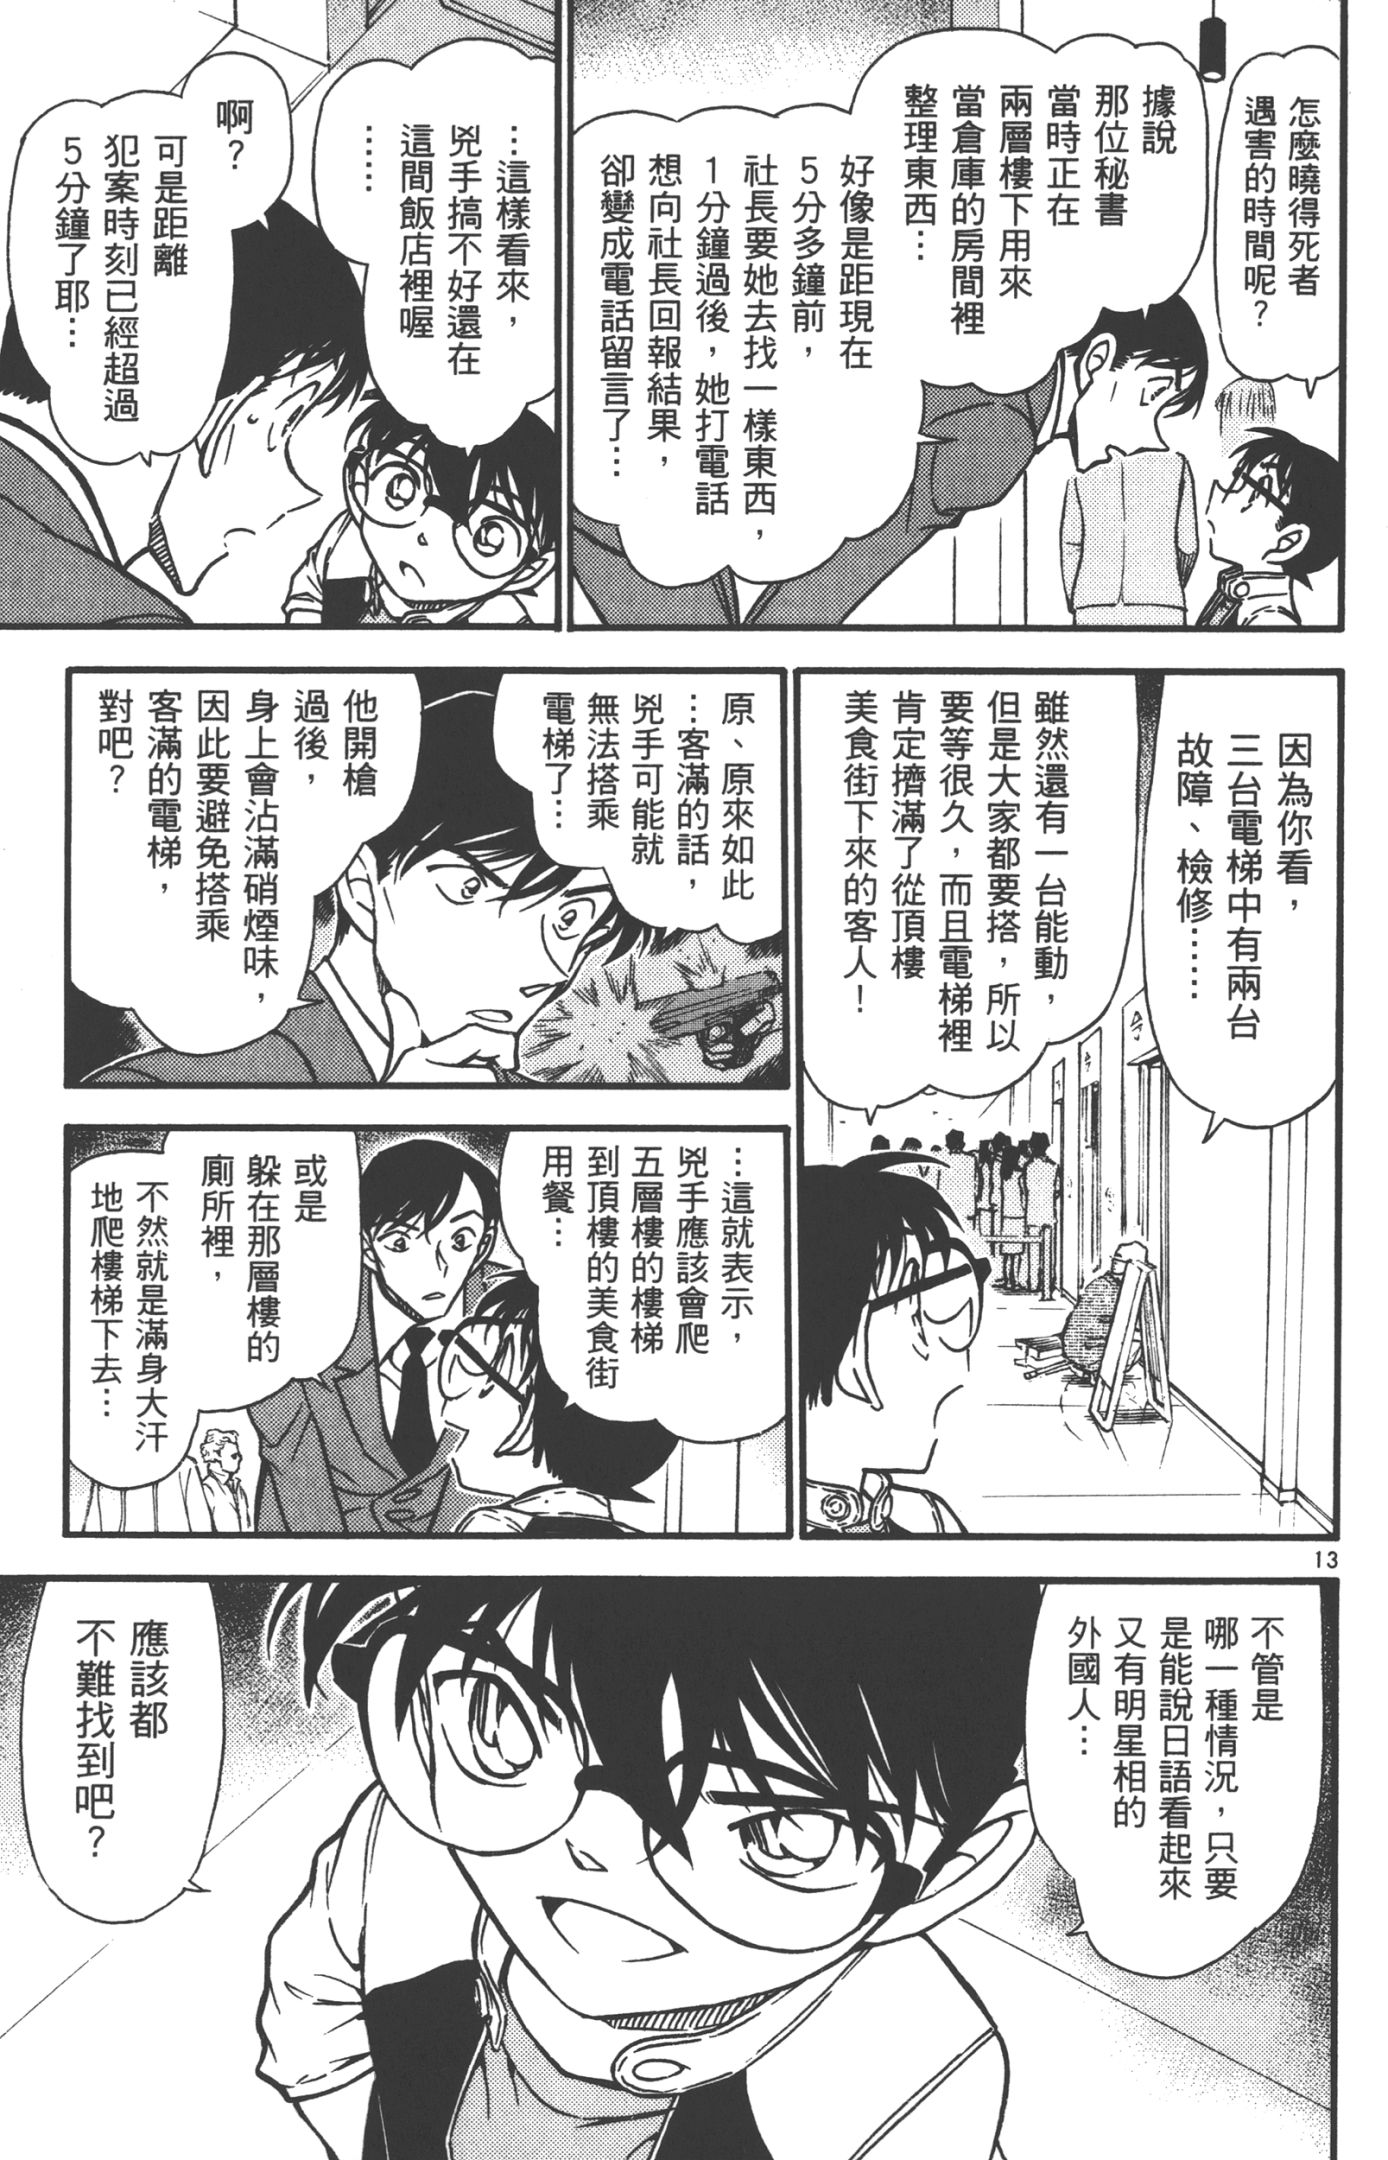 怎麼曉得死者
遇害的時間呢？
據說
那位秘書
當時正在
兩層樓下用來
當倉庫的房間裡
整理東西…
好像是距現在
5分多鐘前，
社長要她去找一樣東西，
1分鐘過後，她打電話
想向社長回報結果，
卻變成電話留言了…
…這樣看來，
兇手搞不好還在
這間飯店裡喔
……
啊？
可是距離
犯案時刻已經超過
5分鐘了耶…
因為你看，
三台電梯中有兩台
故障、檢修……
雖然還有一台能動，
但是大家都要搭，所以
要等很久，而且電梯裡
肯定擠滿了從頂樓
美食街下來的客人！
原、原來如此
…客滿的話，
兇手可能就
無法搭乘
電梯了…
他開槍
過後，
身上會沾滿硝煙味，
因此要避免搭乘
客滿的電梯，
對吧？
…這就表示，
兇手應該會爬
五層樓的樓梯
到頂樓的美食街
用餐…
或是
躲在那層樓的
廁所裡，
不然就是滿身大汗
地爬樓梯下去…
13
不管是
哪一種情況，只要
是能說日語看起來
又有明星相的
外國人…
應該都
不難找到吧？